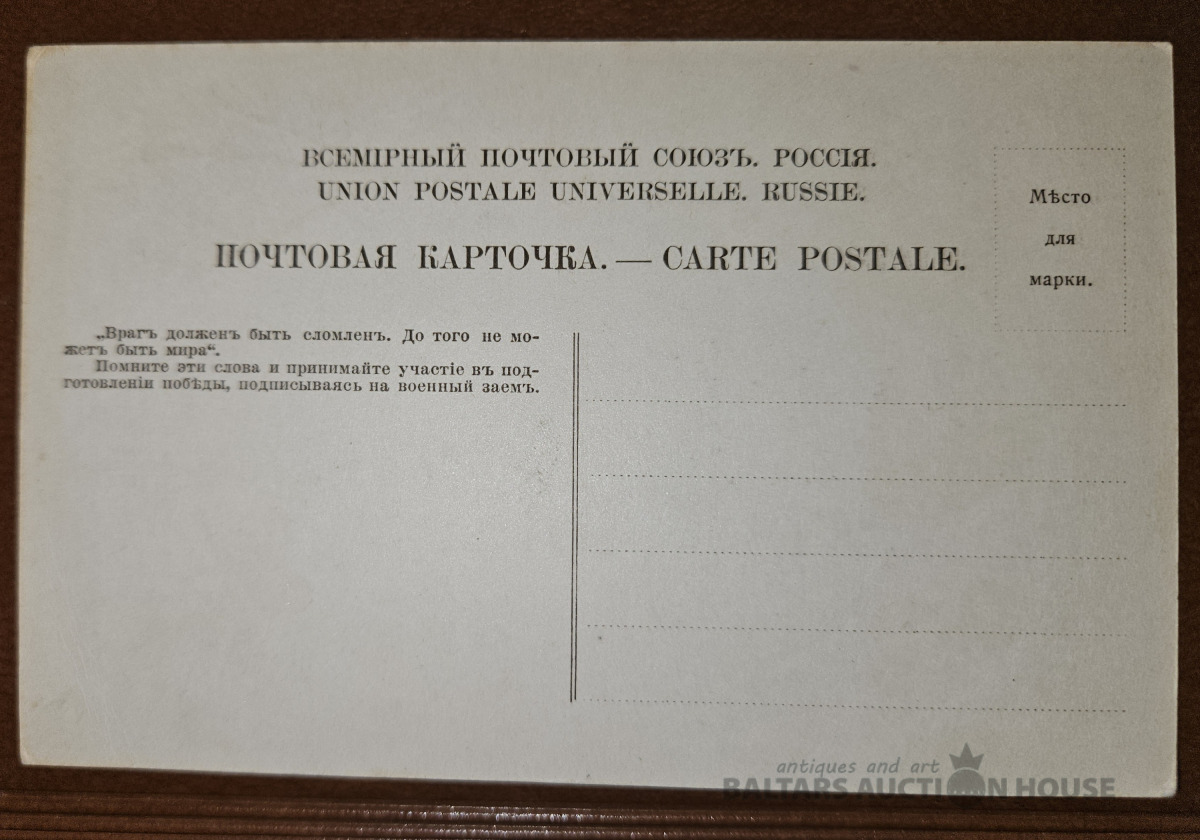 ВСЕМІРНЫЙ ПОЧТОВЫЙ СОЮЗЪ. РОССІЯ.
UNION POSTALE UNIVERSELLE. RUSSIE.
ПОЧТОВАЯ КАРТОЧКА. — CARTE POSTALE.
Мѣсто
для
марки.
„Врагъ долженъ быть сломленъ. До того не мо-
жетъ быть мира“.
Помните эти слова и принимайте участіе въ под-
готовленіи побѣды, подписываясь на военный заемъ.
antiques and art
BALTARS AUCTION HOUSE